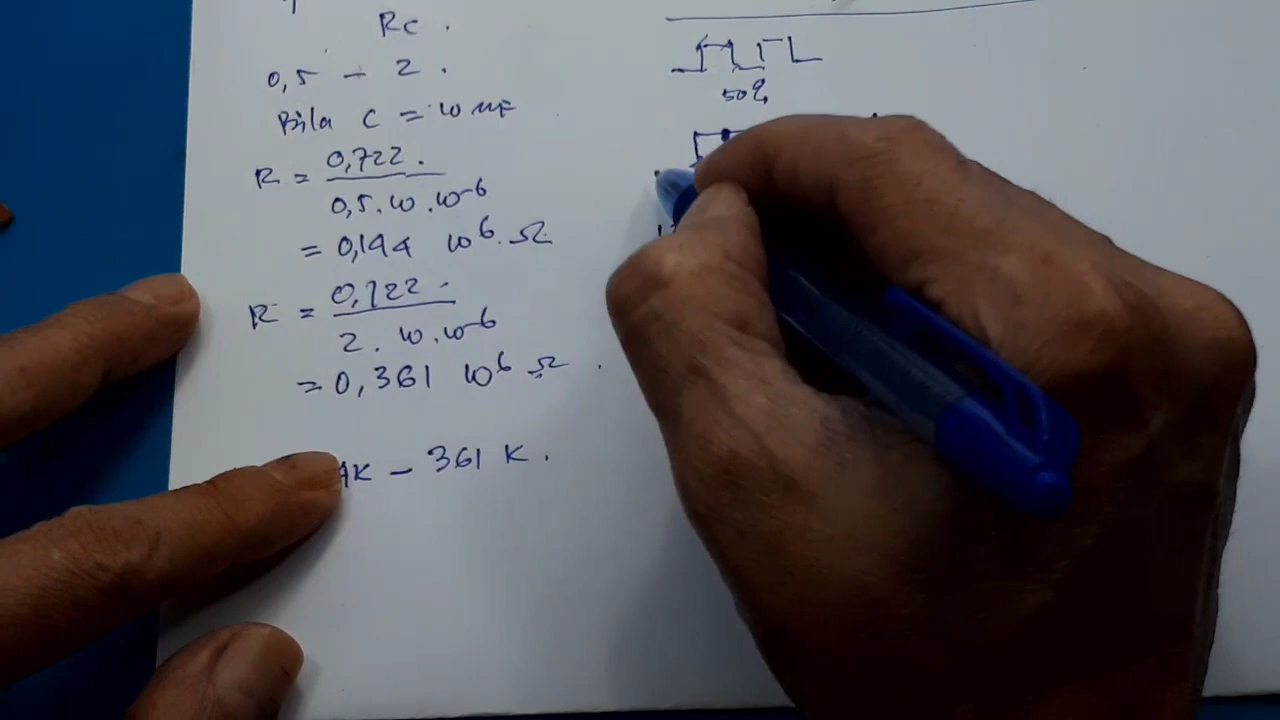 Rc .
0,5 - 2 .
Bila C = 10 MF
R = 0,722 .
0,5 . 10 . 10-6
= 0,144 10⁶ . Ω
R = 0,722 .
2 . 10 . 10-6
= 0,361 10⁶ Ω .
4K - 361 K .
50%